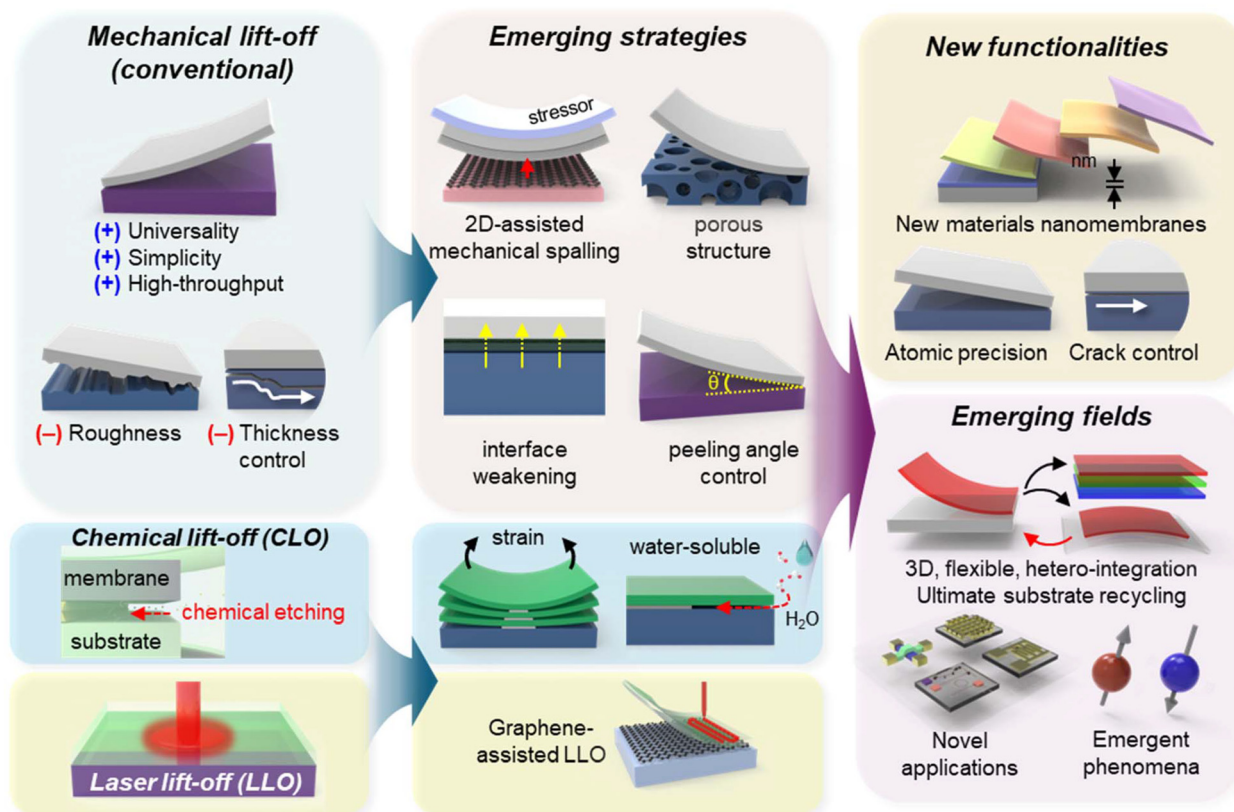 Mechanical lift-off
(conventional)
(+) Universality
(+) Simplicity
(+) High-throughput
(–) Roughness
(–) Thickness
control
Emerging strategies
stressor
2D-assisted
mechanical spalling
porous
structure
interface
weakening
θ
peeling angle
control
New functionalities
nm
New materials nanomembranes
Atomic precision
Crack control
Emerging fields
3D, flexible, hetero-integration
Ultimate substrate recycling
Novel
applications
Emergent
phenomena
Chemical lift-off (CLO)
membrane
chemical etching
substrate
strain
water-soluble
H₂O
Laser lift-off (LLO)
Graphene-
assisted LLO